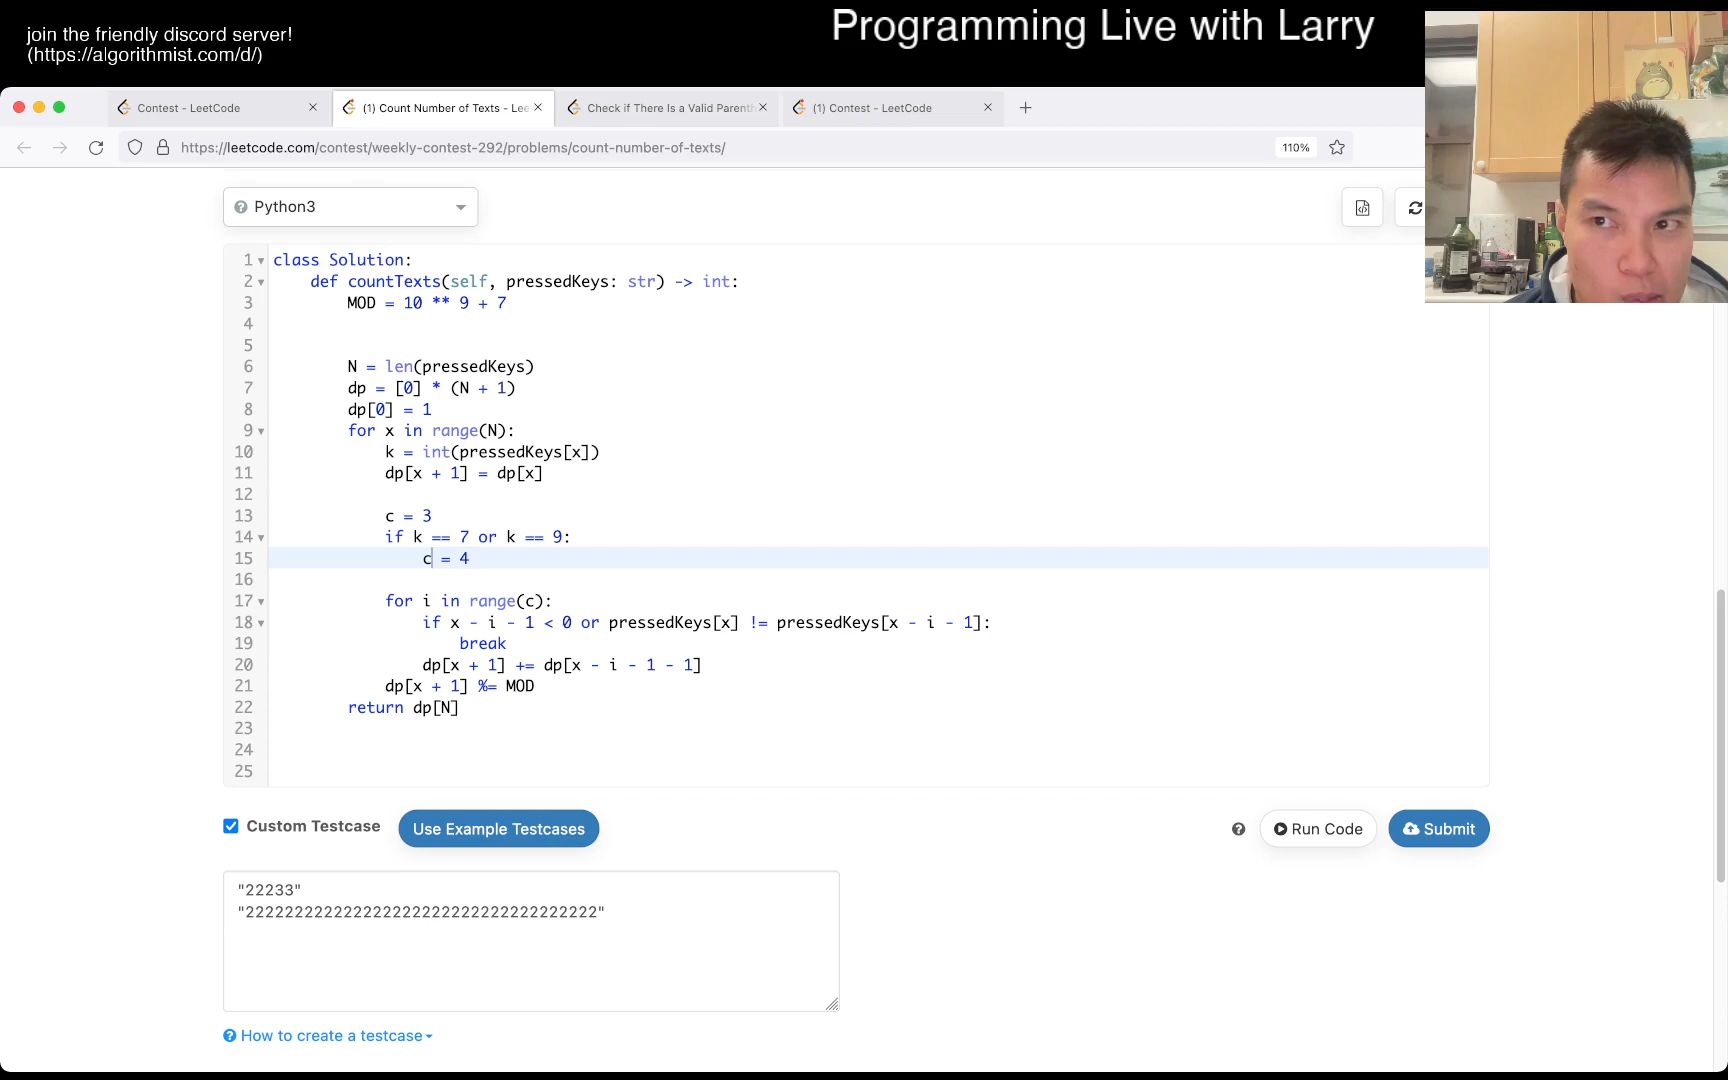 join the friendly discord server!
(https://algorithmist.com/d/)
Programming Live with Larry
Contest - LeetCode
(1) Count Number of Texts - Lee
Check if There Is a Valid Parenth
(1) Contest - LeetCode
https://leetcode.com/contest/weekly-contest-292/problems/count-number-of-texts/
110%
Python3
1 class Solution:
2 def countTexts(self, pressedKeys: str) -> int:
3 MOD = 10 ** 9 + 7
4
5
6 N = len(pressedKeys)
7 dp = [0] * (N + 1)
8 dp[0] = 1
9 for x in range(N):
10 k = int(pressedKeys[x])
11 dp[x + 1] = dp[x]
12
13 c = 3
14 if k == 7 or k == 9:
15 c = 4
16
17 for i in range(c):
18 if x - i - 1 < 0 or pressedKeys[x] != pressedKeys[x - i - 1]:
19 break
20 dp[x + 1] += dp[x - i - 1 - 1]
21 dp[x + 1] %= MOD
22 return dp[N]
23
24
25
Custom Testcase
Use Example Testcases
Run Code
Submit
"22233"
"222222222222222222222222222222222222"
How to create a testcase